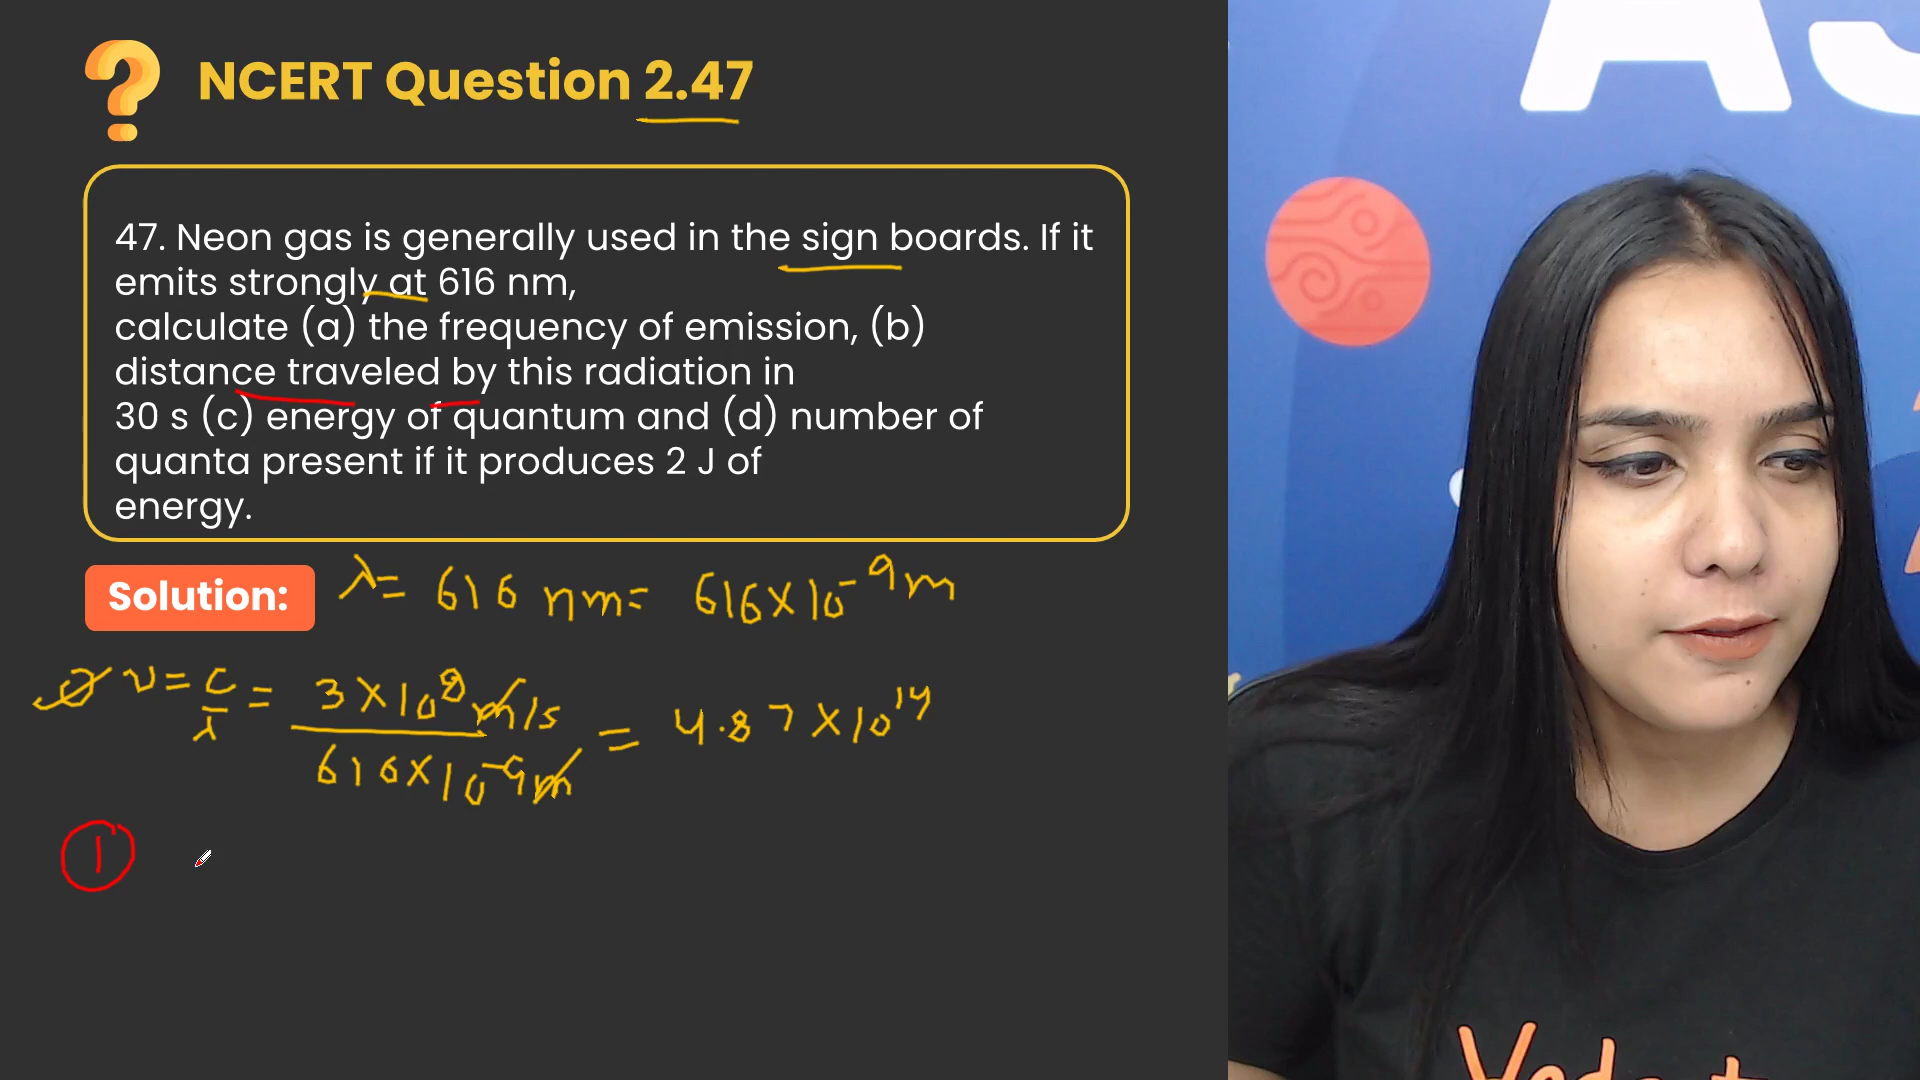 NCERT Question 2.47
47. Neon gas is generally used in the sign boards. If it
emits strongly at 616 nm,
calculate (a) the frequency of emission, (b)
distance traveled by this radiation in
30 s (c) energy of quantum and (d) number of
quanta present if it produces 2 J of
energy.
Solution:
λ= 616 nm= 616×10⁻⁹m
ν = c/λ = 3×10⁸m/s / 616×10⁻⁹m = 4.87×10¹⁴
1